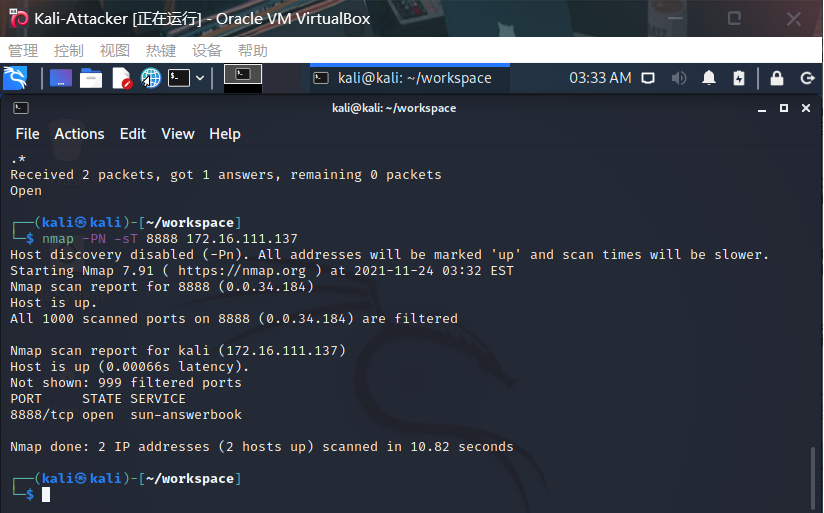 Kali-Attacker [正在运行] - Oracle VM VirtualBox
管理 控制 视图 热键 设备 帮助
kali@kali: ~/workspace 03:33 AM
kali@kali: ~/workspace
File Actions Edit View Help
.*
Received 2 packets, got 1 answers, remaining 0 packets
Open
┌──(kali㉿kali)-[~/workspace]
└─$ nmap -PN -sT 8888 172.16.111.137
Host discovery disabled (-Pn). All addresses will be marked 'up' and scan times will be slower.
Starting Nmap 7.91 ( https://nmap.org ) at 2021-11-24 03:32 EST
Nmap scan report for 8888 (0.0.34.184)
Host is up.
All 1000 scanned ports on 8888 (0.0.34.184) are filtered
Nmap scan report for kali (172.16.111.137)
Host is up (0.00066s latency).
Not shown: 999 filtered ports
PORT     STATE SERVICE
8888/tcp open  sun-answerbook
Nmap done: 2 IP addresses (2 hosts up) scanned in 10.82 seconds
┌──(kali㉿kali)-[~/workspace]
└─$